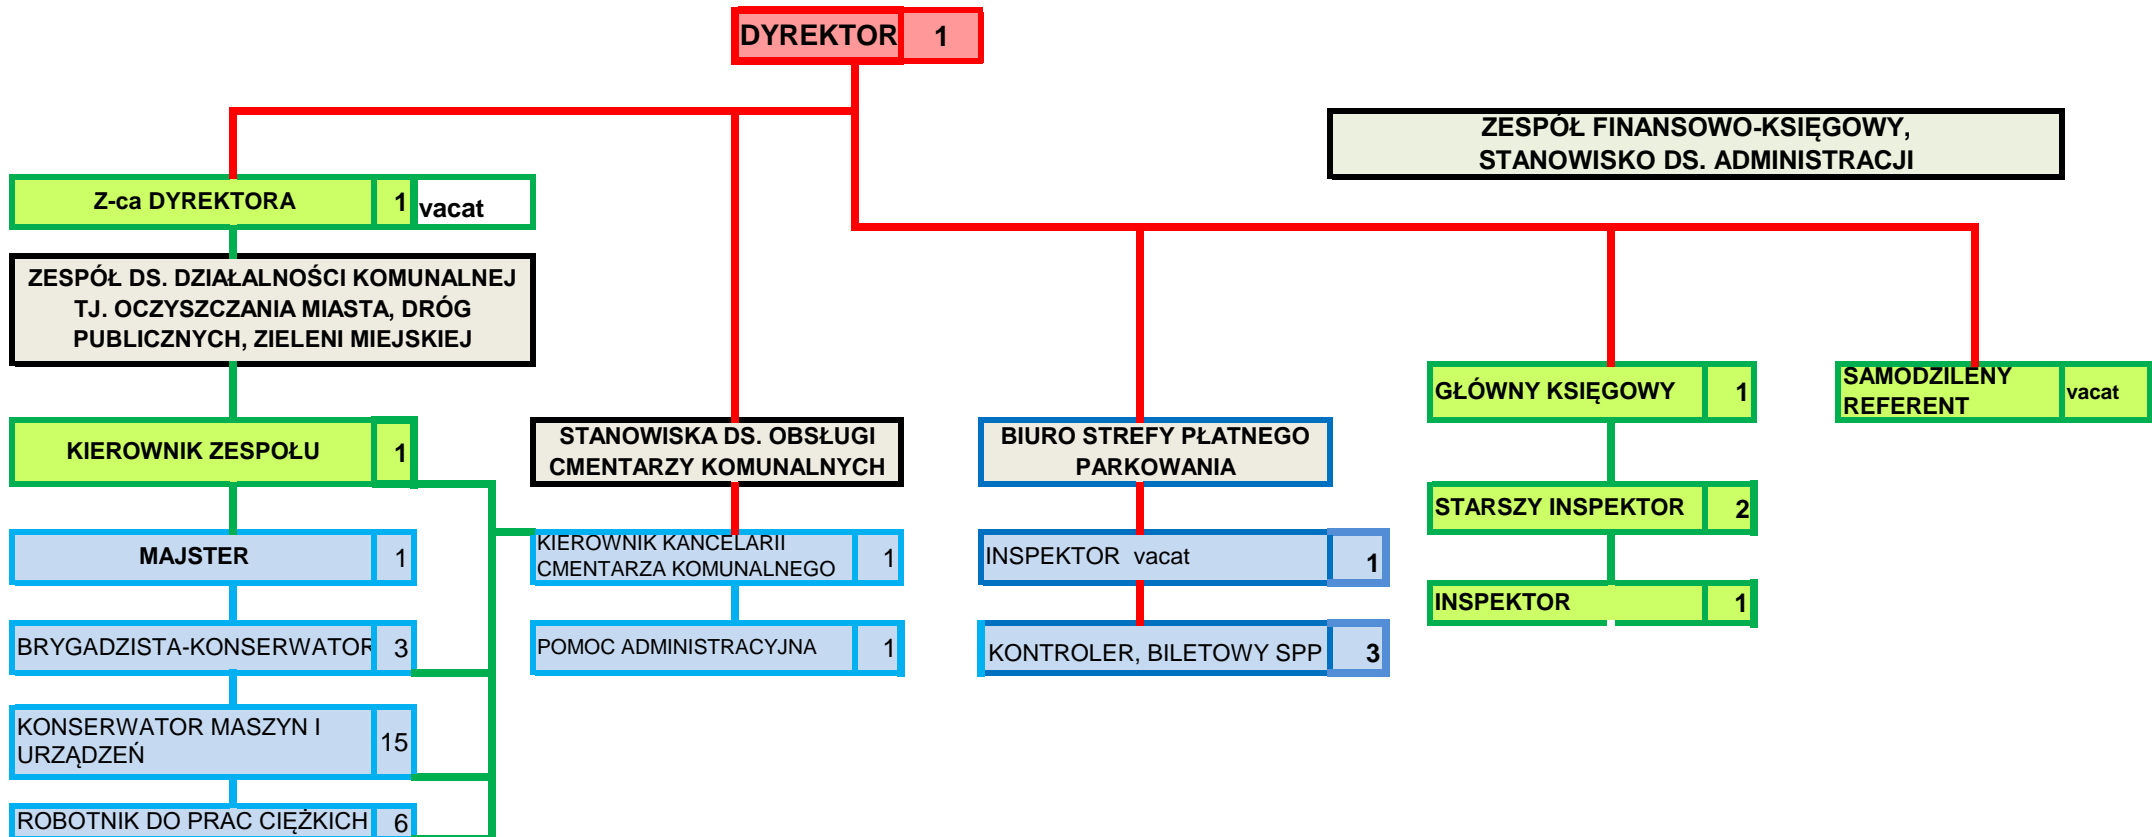 DYREKTOR 1
ZESPÓŁ FINANSOWO-KSIĘGOWY,
STANOWISKO DS. ADMINISTRACJI
Z-ca DYREKTORA 1 vacat
ZESPÓŁ DS. DZIAŁALNOŚCI KOMUNALNEJ
TJ. OCZYSZCZANIA MIASTA, DRÓG
PUBLICZNYCH, ZIELENI MIEJSKIEJ
KIEROWNIK ZESPOŁU 1
MAJSTER 1
BRYGADZISTA-KONSERWATOR 3
KONSERWATOR MASZYN I
URZĄDZEŃ 15
ROBOTNIK DO PRAC CIĘŻKICH 6
STANOWISKA DS. OBSŁUGI
CMENTARZY KOMUNALNYCH
KIEROWNIK KANCELARII
CMENTARZA KOMUNALNEGO 1
POMOC ADMINISTRACYJNA 1
BIURO STREFY PŁATNEGO
PARKOWANIA
INSPEKTOR vacat 1
KONTROLER, BILETOWY SPP 3
GŁÓWNY KSIĘGOWY 1
STARSZY INSPEKTOR 2
INSPEKTOR 1
SAMODZILENY
REFERENT vacat